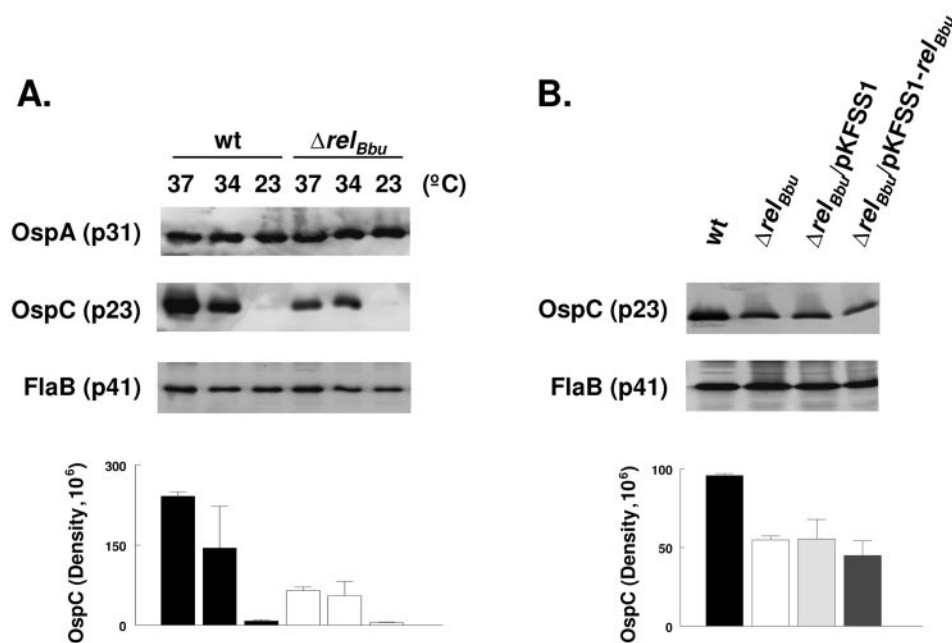 A.
wt Δrel_Bbu
37 34 23 37 34 23 (ºC)
OspA (p31)
OspC (p23)
FlaB (p41)
OspC (Density,10⁶)
300
150
0
B.
wt
Δrel_Bbu
Δrel_Bbu/pKFSS1
Δrel_Bbu/pKFSS1-rel_Bbu
OspC (p23)
FlaB (p41)
OspC (Density,10⁶)
100
50
0